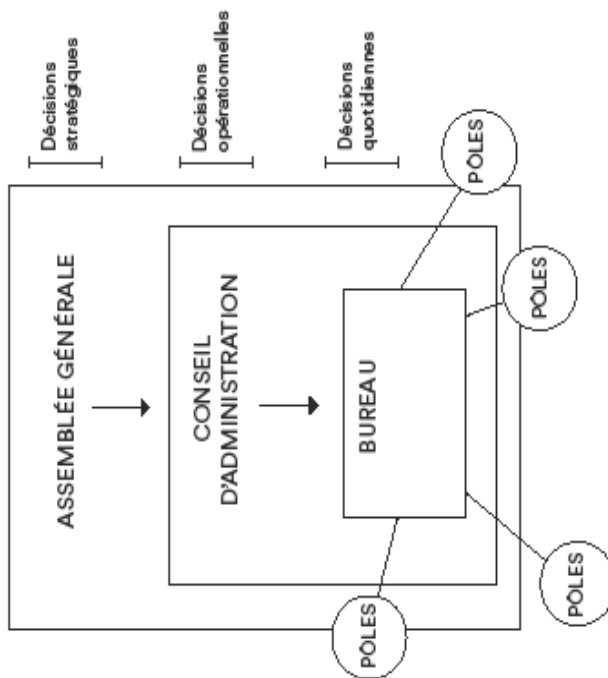 ASSEMBLÉE GÉNÉRALE
CONSEIL
D'ADMINISTRATION
BUREAU
PÔLES
PÔLES
PÔLES
PÔLES
Décisions
stratégiques
Décisions
opérationnelles
Décisions
quotidiennes